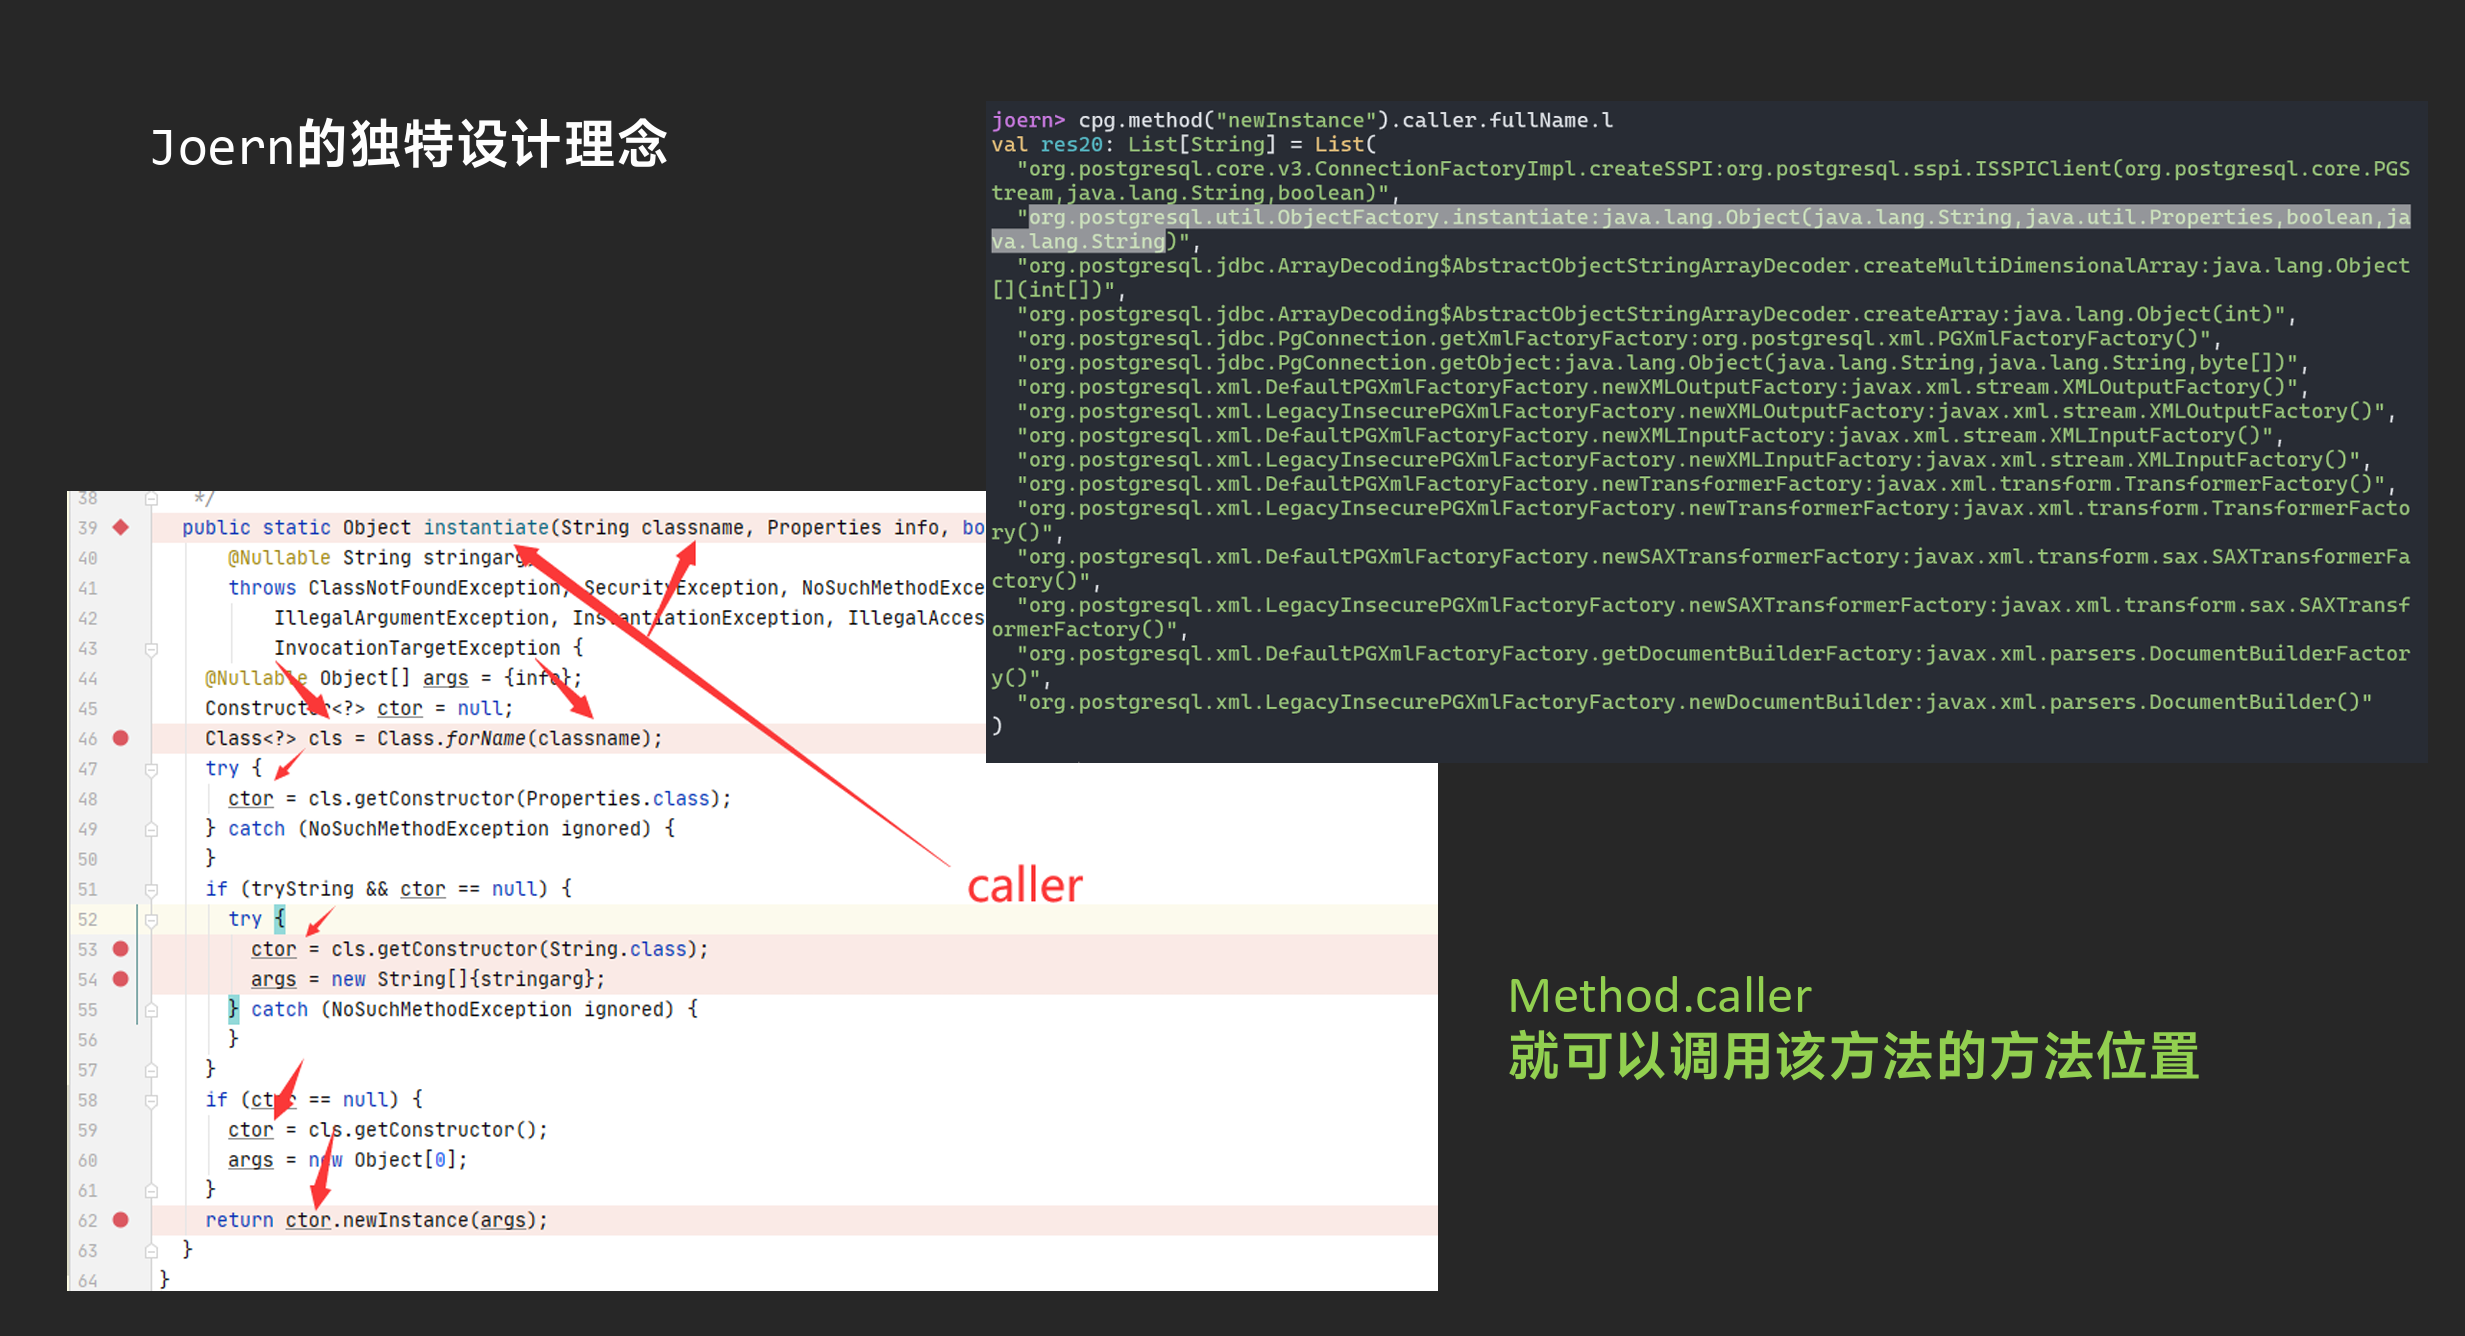 Joern的独特设计理念
joern> cpg.method("newInstance").caller.fullName.l
val res20: List[String] = List(
  "org.postgresql.core.v3.ConnectionFactoryImpl.createSSPI:org.postgresql.sspi.ISSPIClient(org.postgresql.core.PGS
tream,java.lang.String,boolean)",
  "org.postgresql.util.ObjectFactory.instantiate:java.lang.Object(java.lang.String,java.util.Properties,boolean,ja
va.lang.String)",
  "org.postgresql.jdbc.ArrayDecoding$AbstractObjectStringArrayDecoder.createMultiDimensionalArray:java.lang.Object
[](int[])",
  "org.postgresql.jdbc.ArrayDecoding$AbstractObjectStringArrayDecoder.createArray:java.lang.Object(int)",
  "org.postgresql.jdbc.PgConnection.getXmlFactoryFactory:org.postgresql.xml.PGXmlFactoryFactory()",
  "org.postgresql.jdbc.PgConnection.getObject:java.lang.Object(java.lang.String,java.lang.String,byte[])",
  "org.postgresql.xml.DefaultPGXmlFactoryFactory.newXMLOutputFactory:javax.xml.stream.XMLOutputFactory()",
  "org.postgresql.xml.LegacyInsecurePGXmlFactoryFactory.newXMLOutputFactory:javax.xml.stream.XMLOutputFactory()",
  "org.postgresql.xml.DefaultPGXmlFactoryFactory.newXMLInputFactory:javax.xml.stream.XMLInputFactory()",
  "org.postgresql.xml.LegacyInsecurePGXmlFactoryFactory.newXMLInputFactory:javax.xml.stream.XMLInputFactory()",
  "org.postgresql.xml.DefaultPGXmlFactoryFactory.newTransformerFactory:javax.xml.transform.TransformerFactory()",
  "org.postgresql.xml.LegacyInsecurePGXmlFactoryFactory.newTransformerFactory:javax.xml.transform.TransformerFacto
ry()",
  "org.postgresql.xml.DefaultPGXmlFactoryFactory.newSAXTransformerFactory:javax.xml.transform.sax.SAXTransformerFa
ctory()",
  "org.postgresql.xml.LegacyInsecurePGXmlFactoryFactory.newSAXTransformerFactory:javax.xml.transform.sax.SAXTransf
ormerFactory()",
  "org.postgresql.xml.DefaultPGXmlFactoryFactory.getDocumentBuilderFactory:javax.xml.parsers.DocumentBuilderFactor
y()",
  "org.postgresql.xml.LegacyInsecurePGXmlFactoryFactory.newDocumentBuilder:javax.xml.parsers.DocumentBuilder()"
)
38 */
39 public static Object instantiate(String classname, Properties info, bo
40 @Nullable String stringarg
41 throws ClassNotFoundException, SecurityException, NoSuchMethodExce
42 IllegalArgumentException, InstantiationException, IllegalAcces
43 InvocationTargetException {
44 @Nullable Object[] args = {info};
45 Constructor<?> ctor = null;
46 Class<?> cls = Class.forName(classname);
47 try {
48 ctor = cls.getConstructor(Properties.class);
49 } catch (NoSuchMethodException ignored) {
50 }
51 if (tryString && ctor == null) {
52 try {
53 ctor = cls.getConstructor(String.class);
54 args = new String[]{stringarg};
55 } catch (NoSuchMethodException ignored) {
56 }
57 }
58 if (ctor == null) {
59 ctor = cls.getConstructor();
60 args = new Object[0];
61 }
62 return ctor.newInstance(args);
63 }
64 }
caller
Method.caller
就可以调用该方法的方法位置